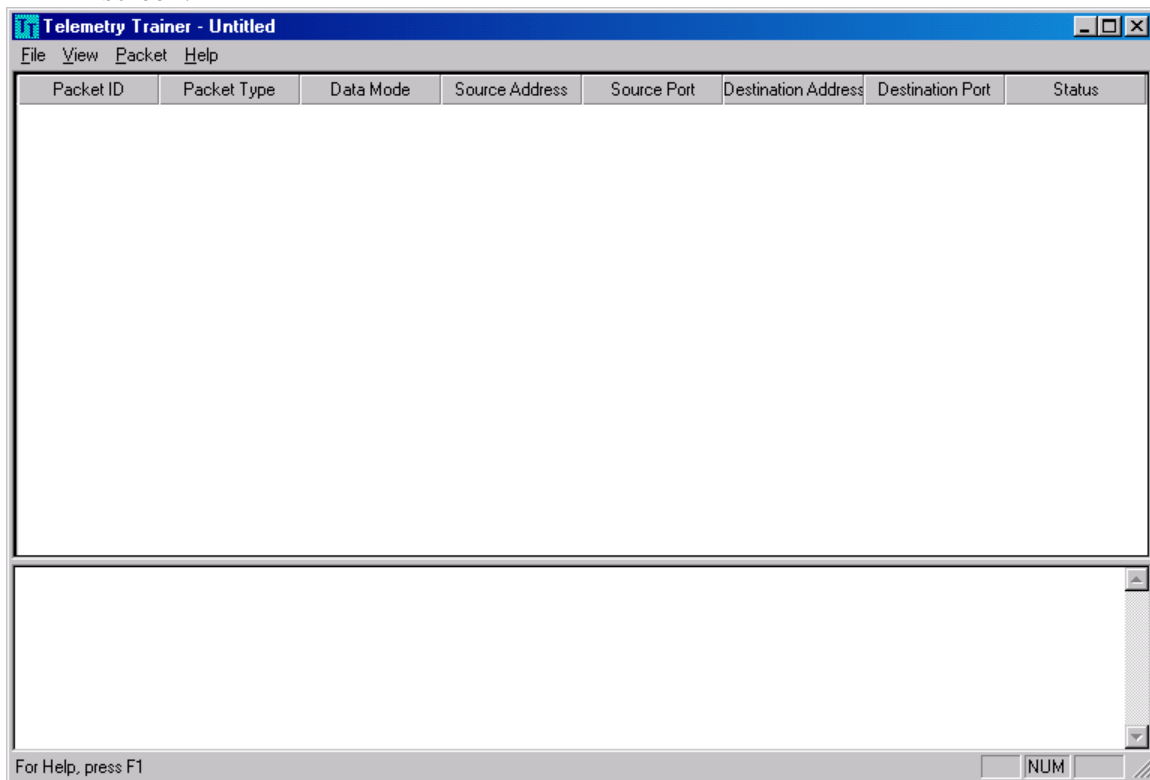 Telemetry Trainer - Untitled
File View Packet Help
Packet ID Packet Type Data Mode Source Address Source Port Destination Address Destination Port Status
For Help, press F1 NUM